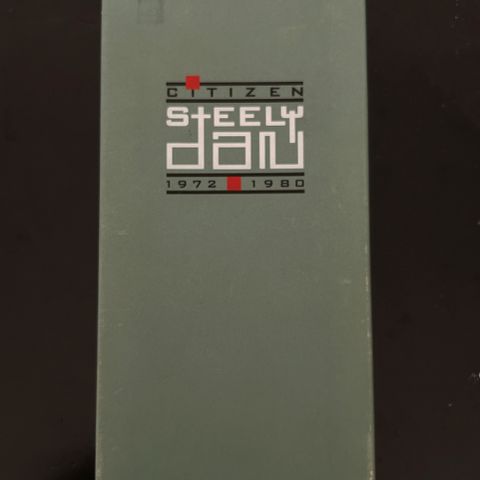 CiTIZEN
StEELY
dan
1972 1980